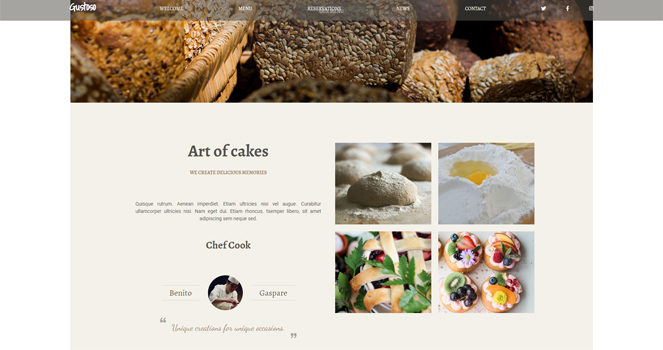 Gustoso
WELCOME
MENU
RESERVATIONS
NEWS
CONTACT
Art of cakes
WE CREATE DELICIOUS MEMORIES
Quisque rutrum. Aenean imperdiet. Etiam ultricies nisi vel augue. Curabitur
ullamcorper ultricies nisi. Nam eget dui. Etiam rhoncus. Isemper libero, sit amet
adipiscing sem neque sed.
Chef Cook
Benito
Gaspare
“ Unique creations for unique occasions. ”